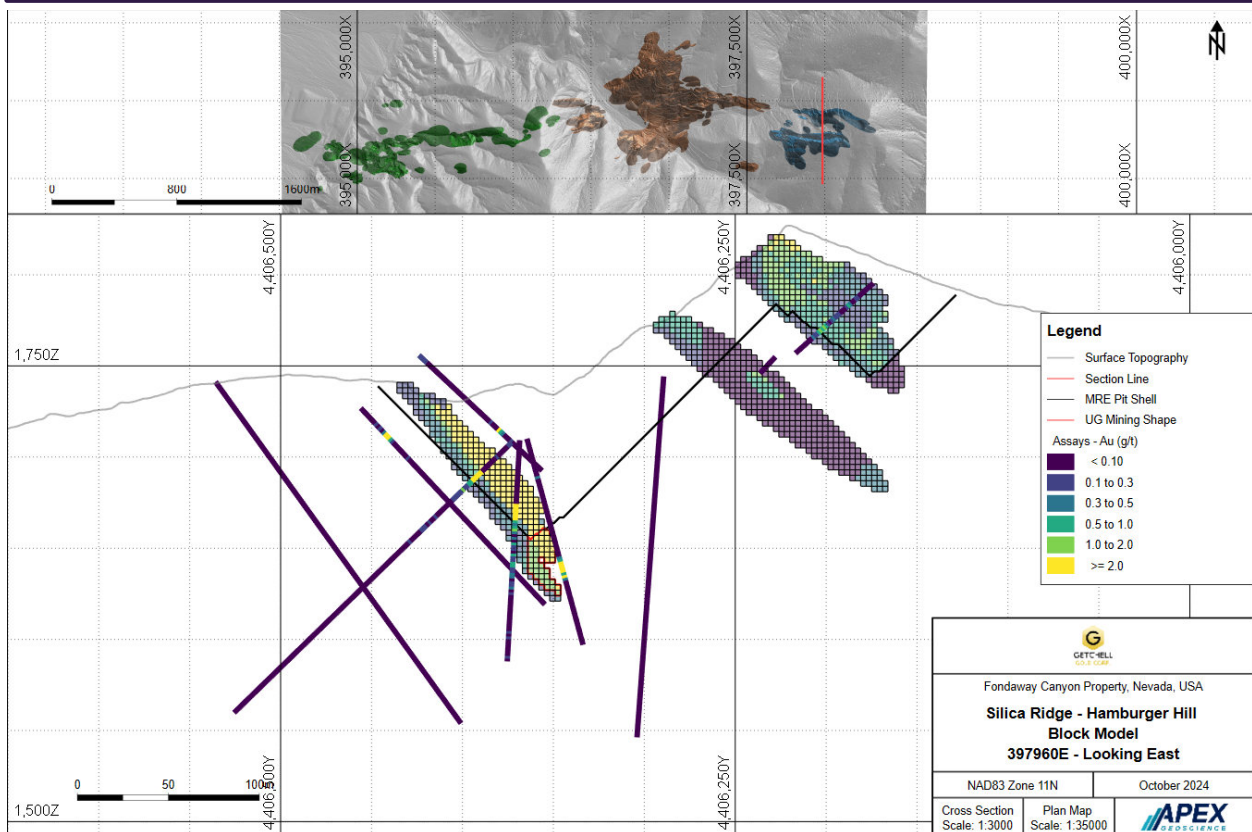 395,000X
397,500X
400,000X
N
395,000X
397,500X
400,000X
0 800 1600m
4,406,500Y
4,406,250Y
4,406,000Y
1,750Z
Legend
Surface Topography
Section Line
MRE Pit Shell
UG Mining Shape
Assays - Au (g/t)
< 0.10
0.1 to 0.3
0.3 to 0.5
0.5 to 1.0
1.0 to 2.0
>= 2.0
G
GETCHELL
GOLD CORP.
Fondaway Canyon Property, Nevada, USA
Silica Ridge - Hamburger Hill
Block Model
397960E - Looking East
NAD83 Zone 11N
October 2024
Cross Section
Scale: 1:3000
Plan Map
Scale: 1:35000
APEX
GEOSCIENCE
0 50 100m
4,406,500Y
4,406,250Y
1,500Z